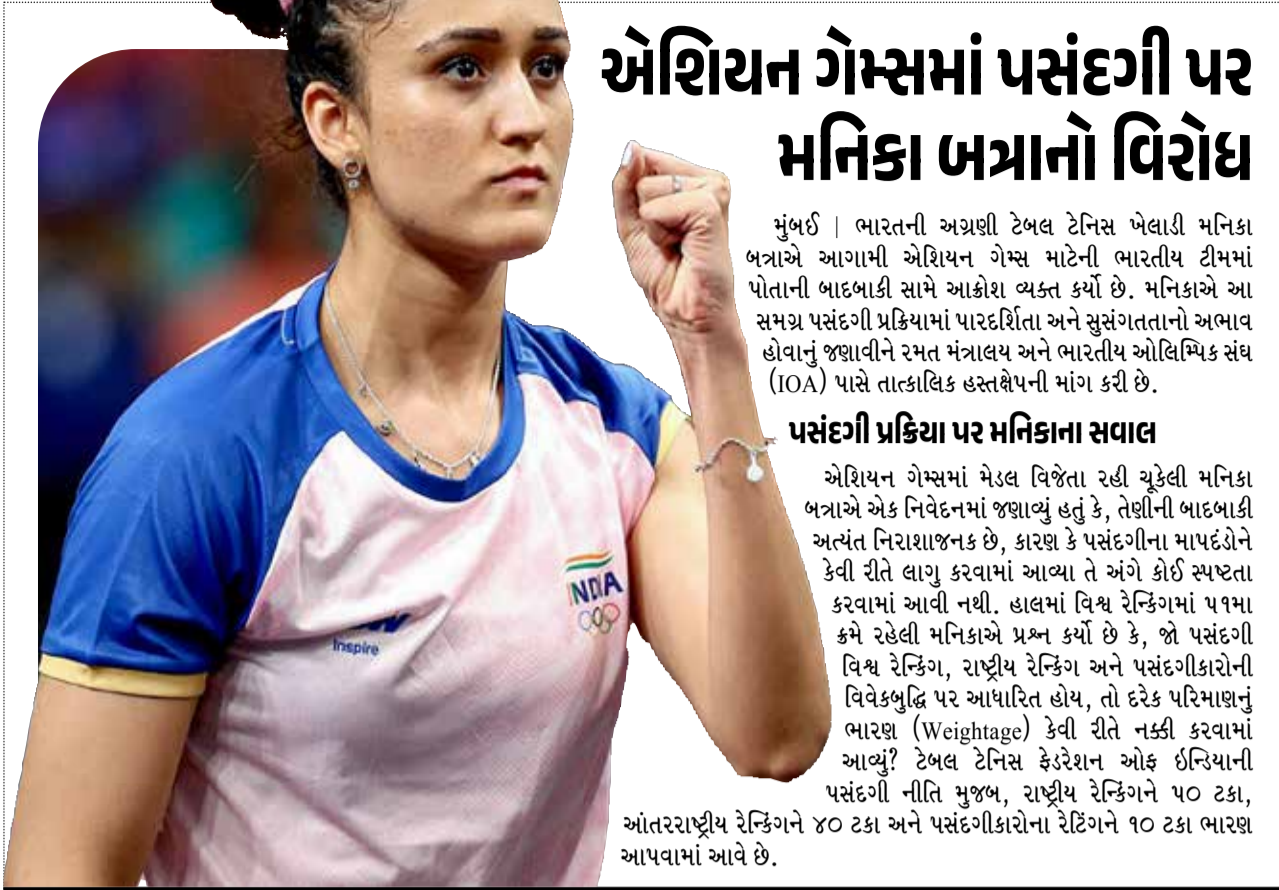 એશિયન ગેમ્સમાં પસંદગી પર
મનિકા બત્રાનો વિરોધ
મુંબઈ | ભારતની અગ્રણી ટેબલ ટેનિસ ખેલાડી મનિકા
બત્રાએ આગામી એશિયન ગેમ્સ માટેની ભારતીય ટીમમાં
પોતાની બાદબાકી સામે આક્રોશ વ્યક્ત કર્યો છે. મનિકાએ આ
સમગ્ર પસંદગી પ્રક્રિયામાં પારદર્શિતા અને સુસંગતતાનો અભાવ
હોવાનું જણાવીને રમત મંત્રાલય અને ભારતીય ઓલિમ્પિક સંઘ
(IOA) પાસે તાત્કાલિક હસ્તક્ષેપની માંગ કરી છે.
પસંદગી પ્રક્રિયા પર મનિકાના સવાલ
એશિયન ગેમ્સમાં મેડલ વિજેતા રહી ચૂકેલી મનિકા
બત્રાએ એક નિવેદનમાં જણાવ્યું હતું કે, તેણીની બાદબાકી
અત્યંત નિરાશાજનક છે, કારણ કે પસંદગીના માપદંડોને
કેવી રીતે લાગુ કરવામાં આવ્યા તે અંગે કોઈ સ્પષ્ટતા
કરવામાં આવી નથી. હાલમાં વિશ્વ રેન્કિંગમાં ૫૧મા
ક્રમે રહેલી મનિકાએ પ્રશ્ન કર્યો છે કે, જો પસંદગી
વિશ્વ રેન્કિંગ, રાષ્ટ્રીય રેન્કિંગ અને પસંદગીકારોની
વિવેકબુદ્ધિ પર આધારિત હોય, તો દરેક પરિમાણનું
ભારણ (Weightage) કેવી રીતે નક્કી કરવામાં
આવ્યું? ટેબલ ટેનિસ ફેડરેશન ઓફ ઇન્ડિયાની
પસંદગી નીતિ મુજબ, રાષ્ટ્રીય રેન્કિંગને ૫૦ ટકા,
આંતરરાષ્ટ્રીય રેન્કિંગને ૪૦ ટકા અને પસંદગીકારોના રેટિંગને ૧૦ ટકા ભારણ
આપવામાં આવે છે.
INDIA
Inspire